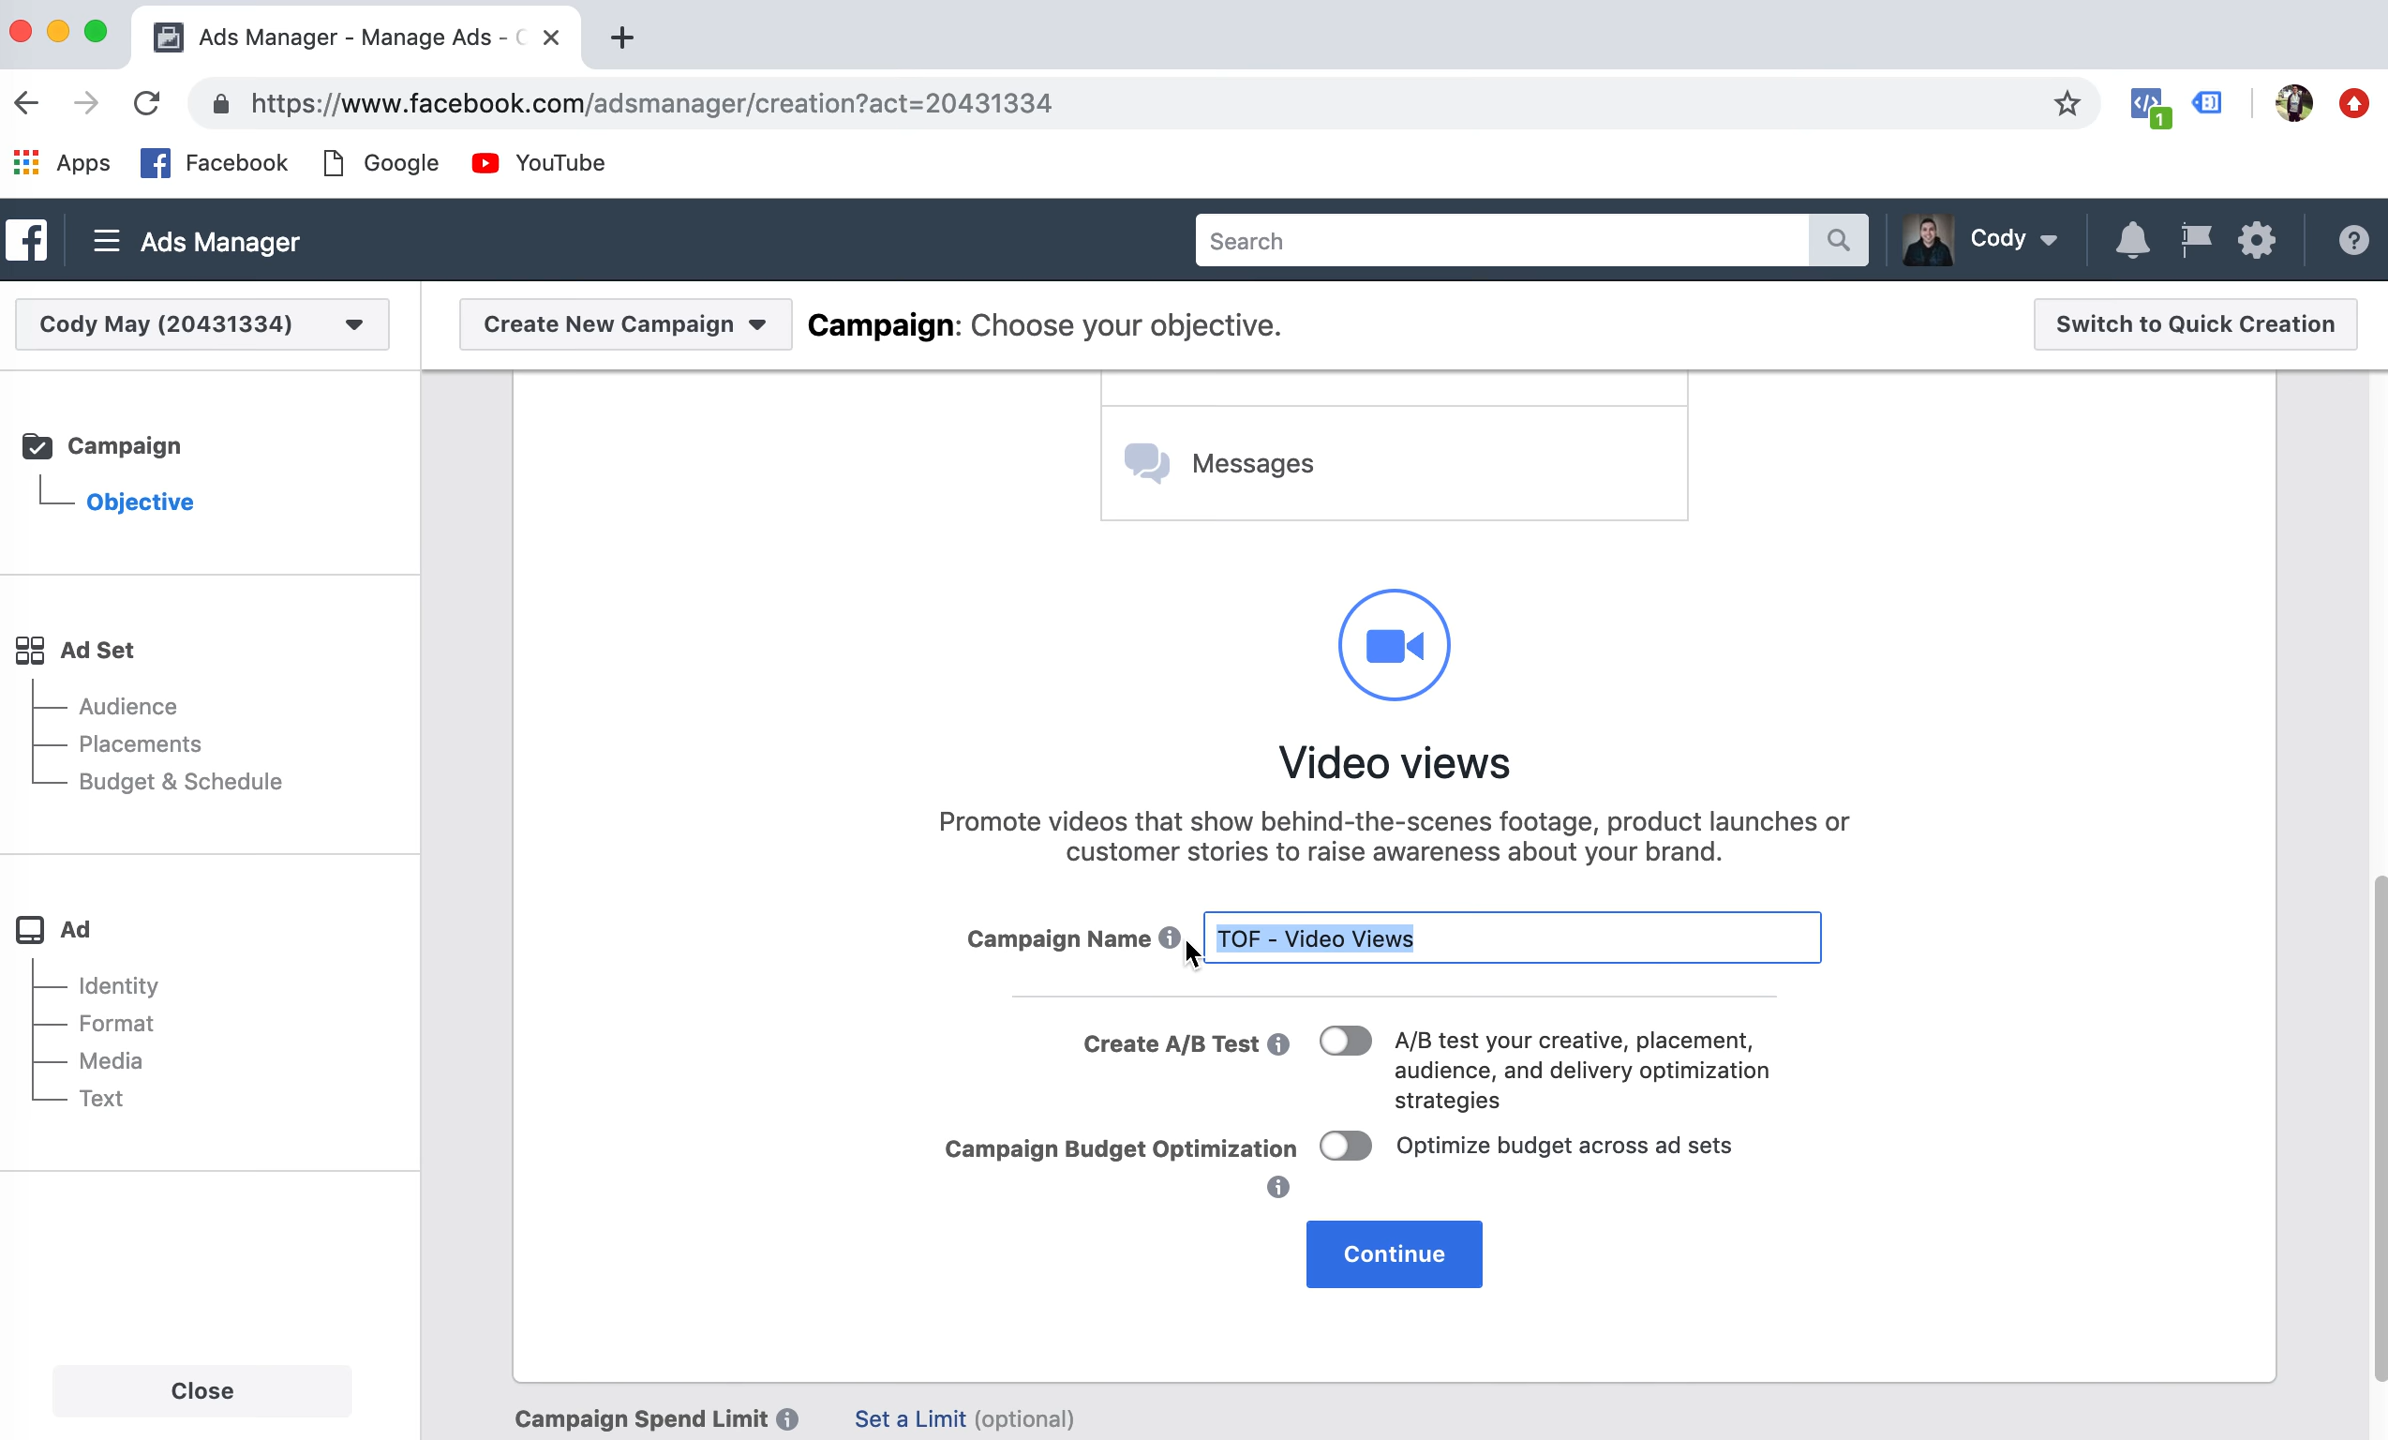 Ads Manager - Manage Ads -
https://www.facebook.com/adsmanager/creation?act=20431334
1
Apps
Facebook
Google
YouTube
Ads Manager
Search
Cody
Cody May (20431334)
Create New Campaign
Campaign: Choose your objective.
Switch to Quick Creation
Campaign
Objective
Ad Set
Audience
Placements
Budget & Schedule
Ad
Identity
Format
Media
Text
Close
Messages
Video views
Promote videos that show behind-the-scenes footage, product launches or
customer stories to raise awareness about your brand.
Campaign Name
TOF - Video Views
Create A/B Test
A/B test your creative, placement,
audience, and delivery optimization
strategies
Campaign Budget Optimization
Optimize budget across ad sets
Continue
Campaign Spend Limit
Set a Limit (optional)